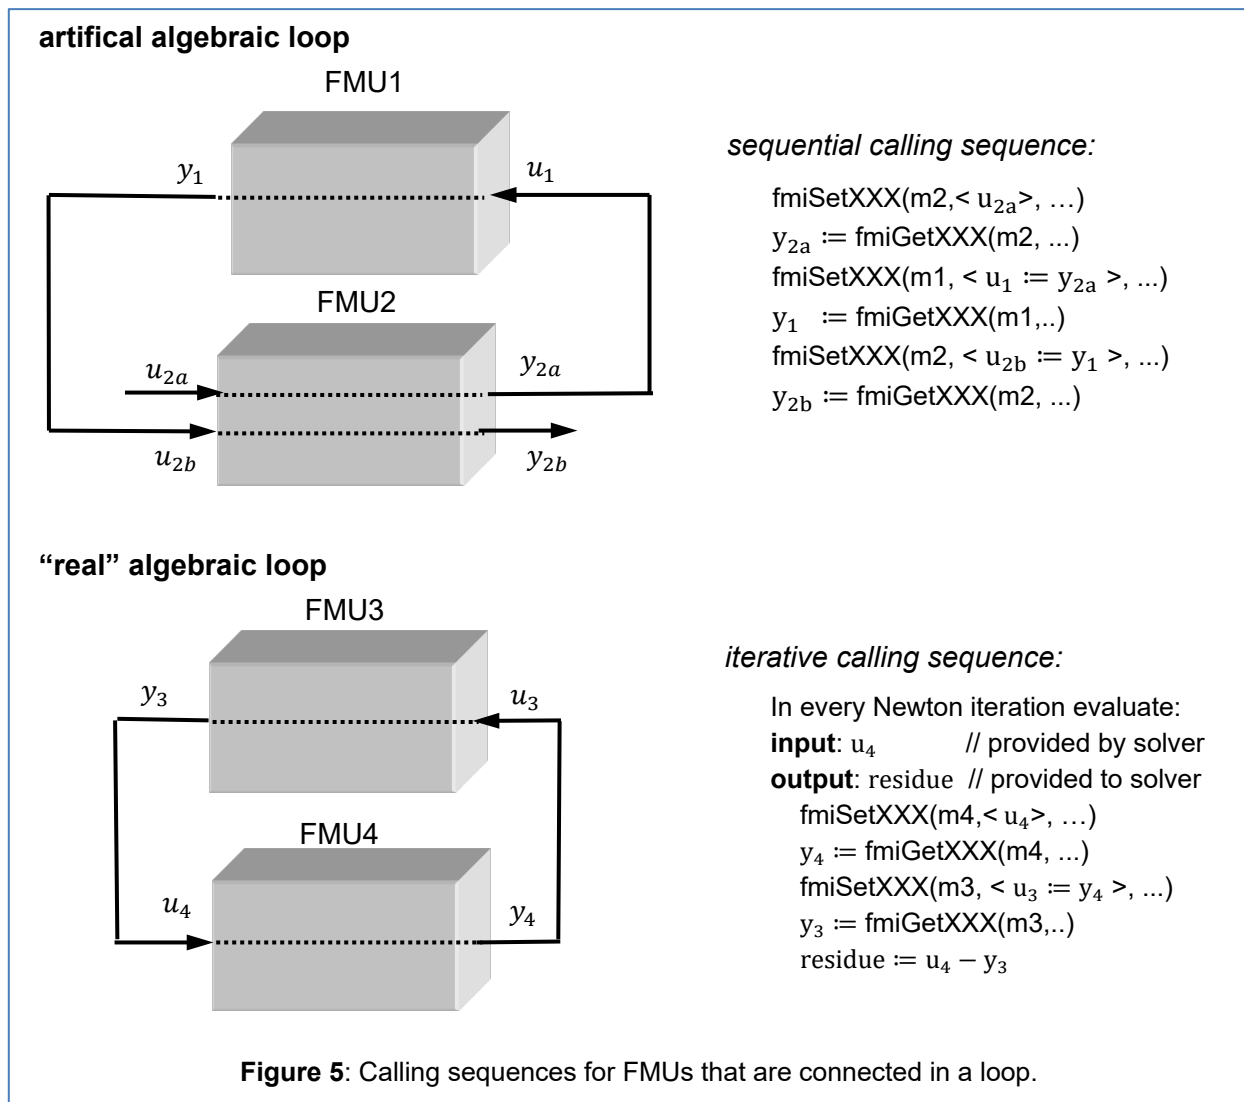 artifical algebraic loop
FMU1
y₁
u₁
FMU2
u₂ₐ
y₂ₐ
u₂b
y₂b
sequential calling sequence:
fmiSetXXX(m2,< u₂ₐ>, …)
y₂ₐ ≔ fmiGetXXX(m2, ...)
fmiSetXXX(m1, < u₁ ≔ y₂ₐ >, ...)
y₁ ≔ fmiGetXXX(m1,..)
fmiSetXXX(m2, < u₂b ≔ y₁ >, ...)
y₂b ≔ fmiGetXXX(m2, ...)
“real” algebraic loop
FMU3
y₃
u₃
FMU4
u₄
y₄
iterative calling sequence:
In every Newton iteration evaluate:
input: u₄ // provided by solver
output: residue // provided to solver
fmiSetXXX(m4,< u₄>, …)
y₄ ≔ fmiGetXXX(m4, ...)
fmiSetXXX(m3, < u₃ ≔ y₄ >, ...)
y₃ ≔ fmiGetXXX(m3,..)
residue ≔ u₄ − y₃
Figure 5: Calling sequences for FMUs that are connected in a loop.